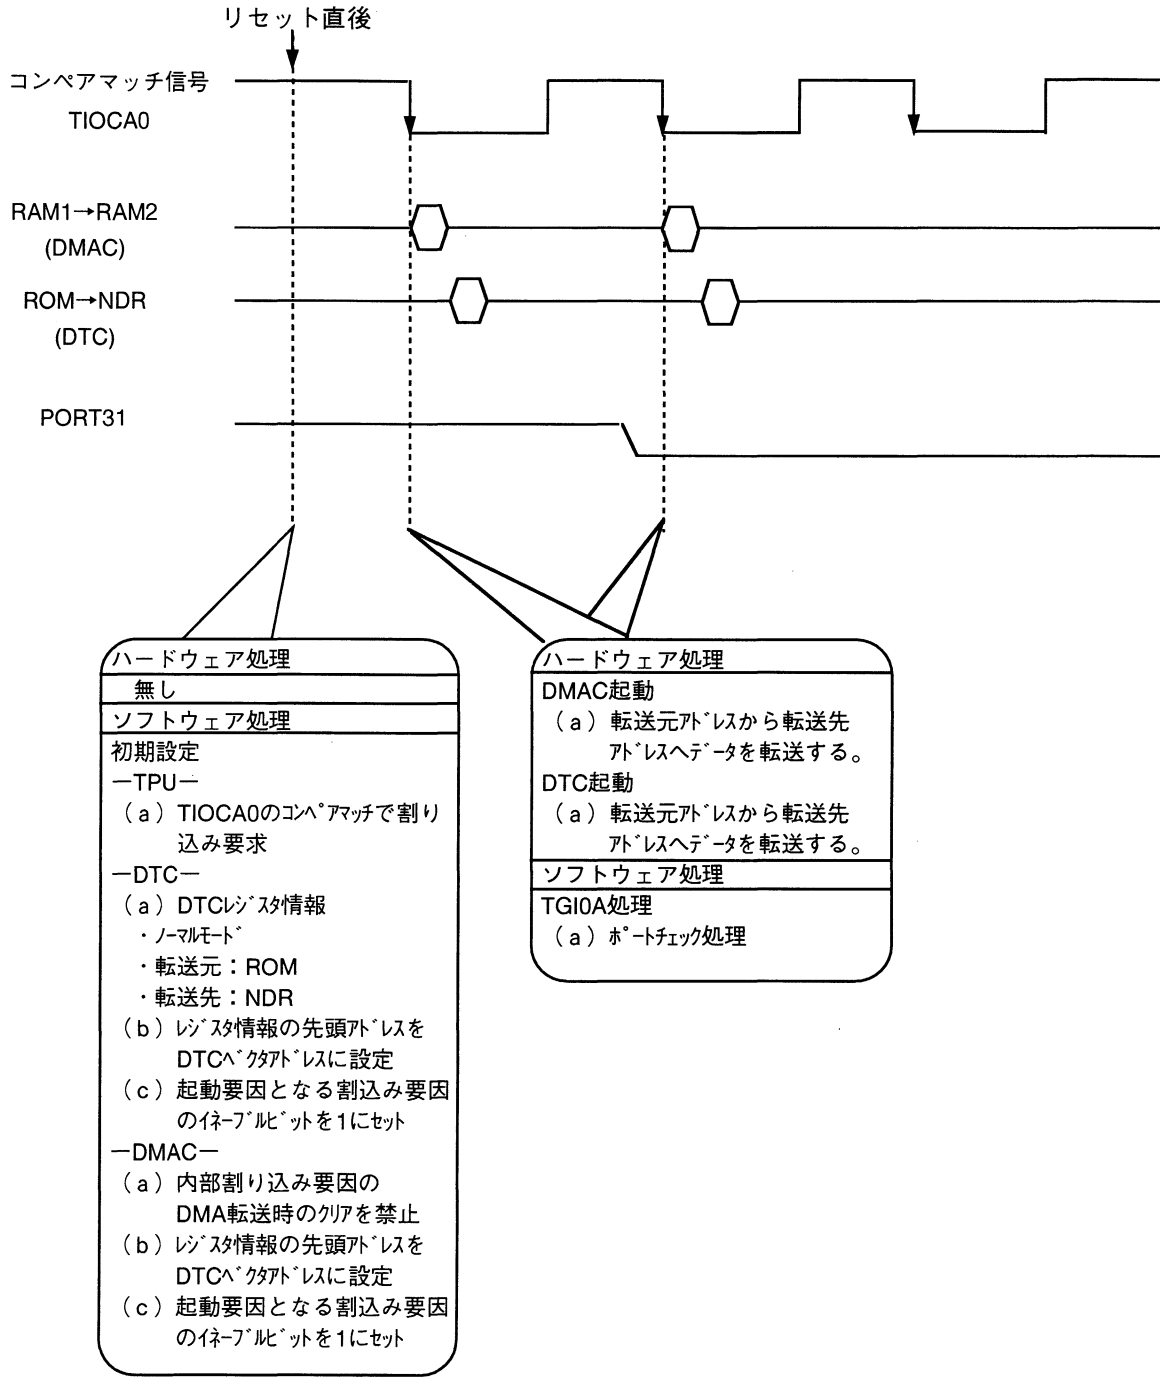 リセット直後
コンペアマッチ信号
TIOCA0
RAM1→RAM2
(DMAC)
ROM→NDR
(DTC)
PORT31
ハードウェア処理
無し
ソフトウェア処理
初期設定
－TPU－
（a）TIOCA0のｺﾝﾍﾟｱﾏｯﾁで割り
込み要求
－DTC－
（a）DTCﾚｼﾞｽﾀ情報
・ﾉｰﾏﾙﾓｰﾄﾞ
・転送元：ROM
・転送先：NDR
（b）ﾚｼﾞｽﾀ情報の先頭ｱﾄﾞﾚｽを
DTCﾍﾞｸﾀｱﾄﾞﾚｽに設定
（c）起動要因となる割込み要因
のｲﾈｰﾌﾞﾙﾋﾞｯﾄを1にｾｯﾄ
－DMAC－
（a）内部割り込み要因の
DMA転送時のｸﾘｱを禁止
（b）ﾚｼﾞｽﾀ情報の先頭ｱﾄﾞﾚｽを
DTCﾍﾞｸﾀｱﾄﾞﾚｽに設定
（c）起動要因となる割込み要因
のｲﾈｰﾌﾞﾙﾋﾞｯﾄを1にｾｯﾄ
ハードウェア処理
DMAC起動
（a）転送元ｱﾄﾞﾚｽから転送先
ｱﾄﾞﾚｽへﾃﾞｰﾀを転送する。
DTC起動
（a）転送元ｱﾄﾞﾚｽから転送先
ｱﾄﾞﾚｽへﾃﾞｰﾀを転送する。
ソフトウェア処理
TGI0A処理
（a）ﾎﾟｰﾄﾁｪｯｸ処理